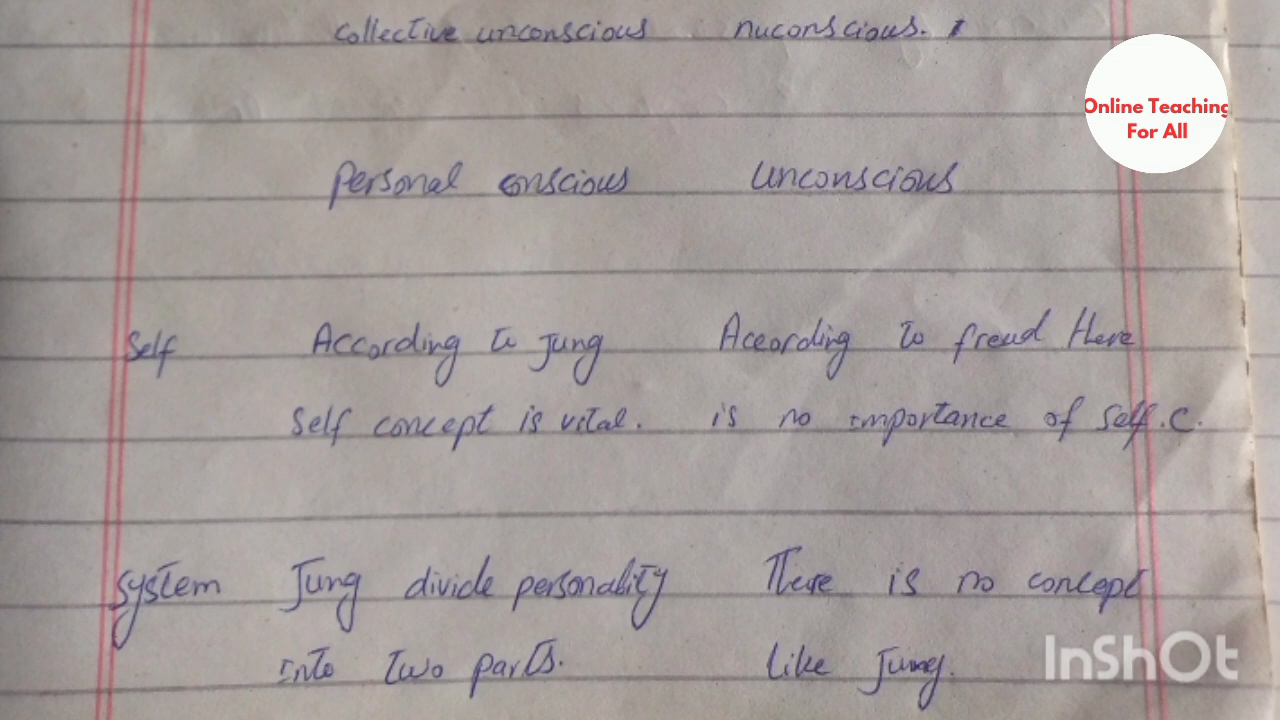 collective unconscious nuconscious.
Online Teaching
For All
Personal conscious Unconscious
Self According to Jung According to freud Here
Self concept is vital. is no importance of Self.C.
System Jung divide personality There is no concept
into two parts. like Jung.
InShOt